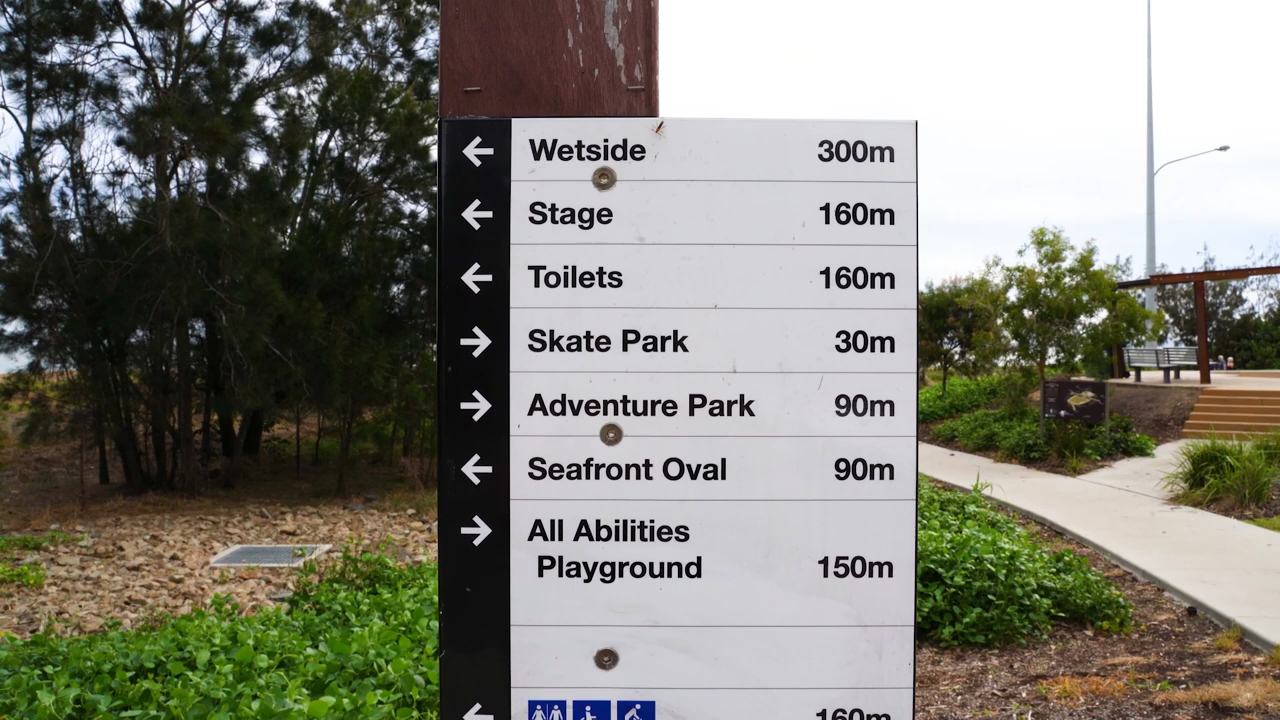 ← Wetside 300m
← Stage 160m
← Toilets 160m
→ Skate Park 30m
→ Adventure Park 90m
← Seafront Oval 90m
→ All Abilities
Playground 150m
← 160m